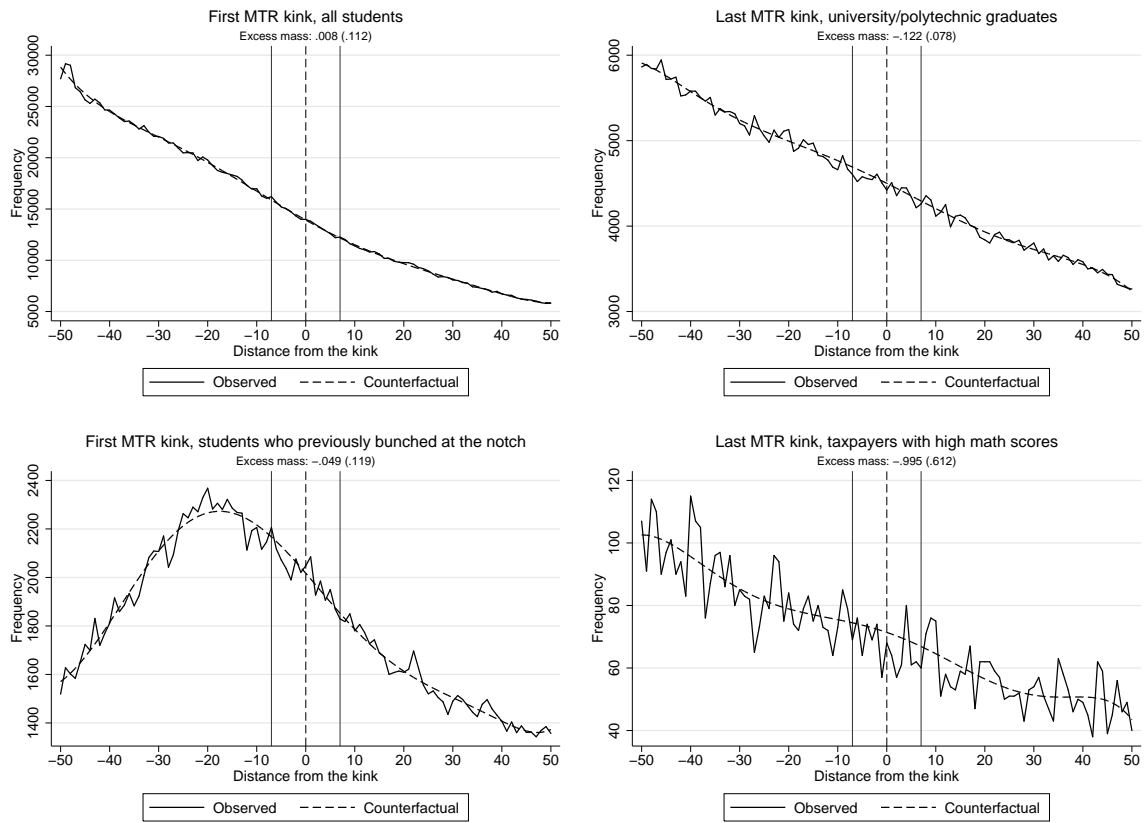 First MTR kink, all students
Excess mass: .008 (.112)
Frequency
30000
25000
20000
15000
10000
5000
−50 −40 −30 −20 −10 0 10 20 30 40 50
Distance from the kink
Observed Counterfactual
Last MTR kink, university/polytechnic graduates
Excess mass: −.122 (.078)
Frequency
6000
5000
4000
3000
−50 −40 −30 −20 −10 0 10 20 30 40 50
Distance from the kink
Observed Counterfactual
First MTR kink, students who previously bunched at the notch
Excess mass: −.049 (.119)
Frequency
2400
2200
2000
1800
1600
1400
−50 −40 −30 −20 −10 0 10 20 30 40 50
Distance from the kink
Observed Counterfactual
Last MTR kink, taxpayers with high math scores
Excess mass: −.995 (.612)
Frequency
120
100
80
60
40
−50 −40 −30 −20 −10 0 10 20 30 40 50
Distance from the kink
Observed Counterfactual